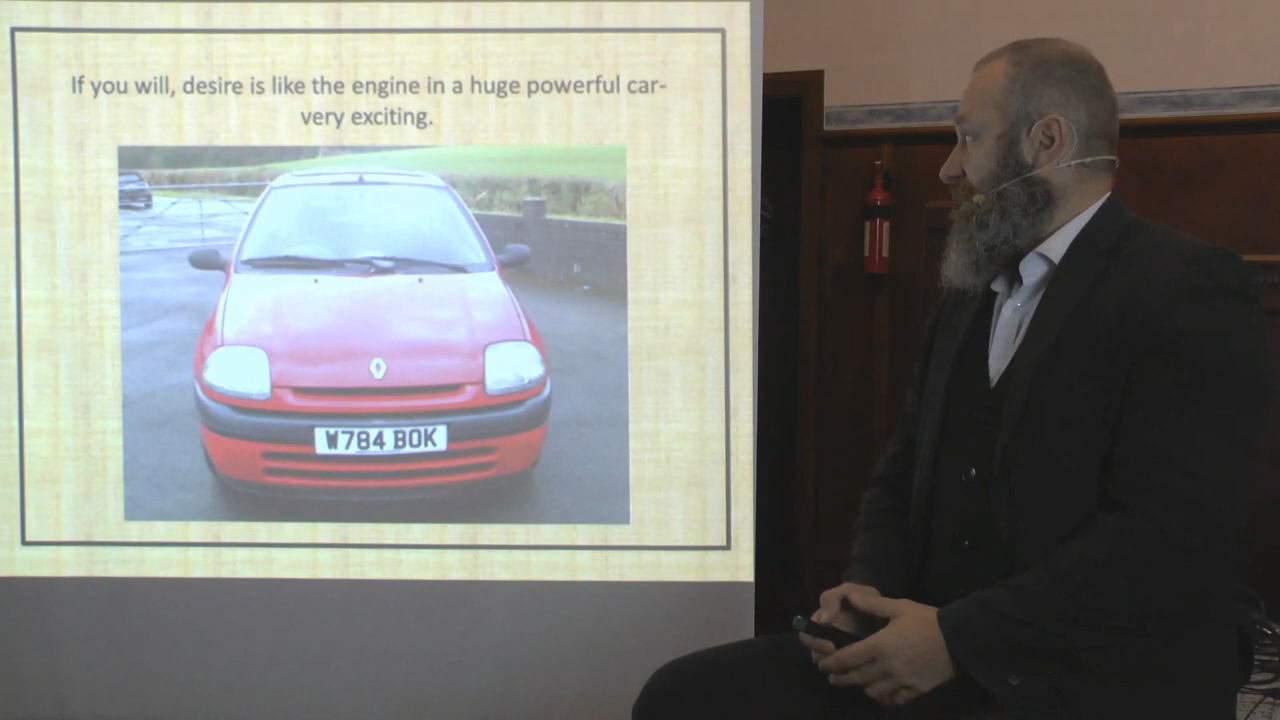 If you will, desire is like the engine in a huge powerful car-
very exciting.
W784 BOK